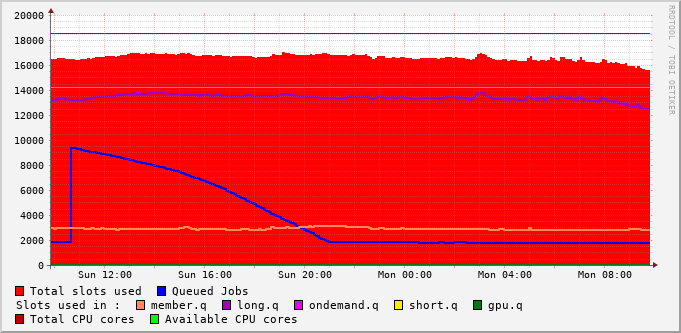 20000
18000
16000
14000
12000
10000
8000
6000
4000
2000
0
Sun 12:00 Sun 16:00 Sun 20:00 Mon 00:00 Mon 04:00 Mon 08:00
RRDTOOL / TOBI OETIKER
Total slots used Queued Jobs
Slots used in : member.q long.q ondemand.q short.q gpu.q
Total CPU cores Available CPU cores